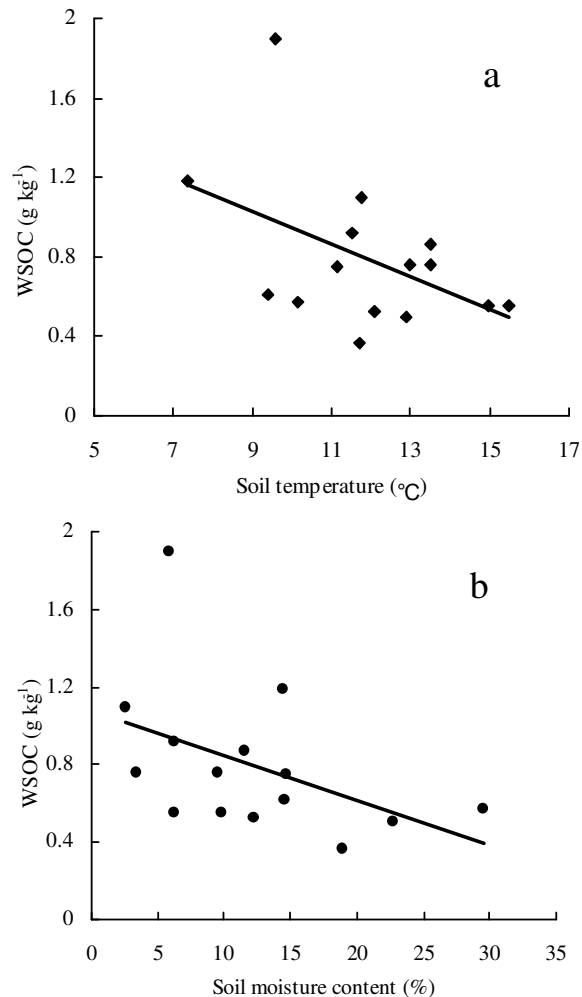 a
2
1.6
1.2
0.8
0.4
0
WSOC (g kg⁻¹)
5 7 9 11 13 15 17
Soil temperature (°C)
b
2
1.6
1.2
0.8
0.4
0
WSOC (g kg⁻¹)
0 5 10 15 20 25 30 35
Soil moisture content (%)